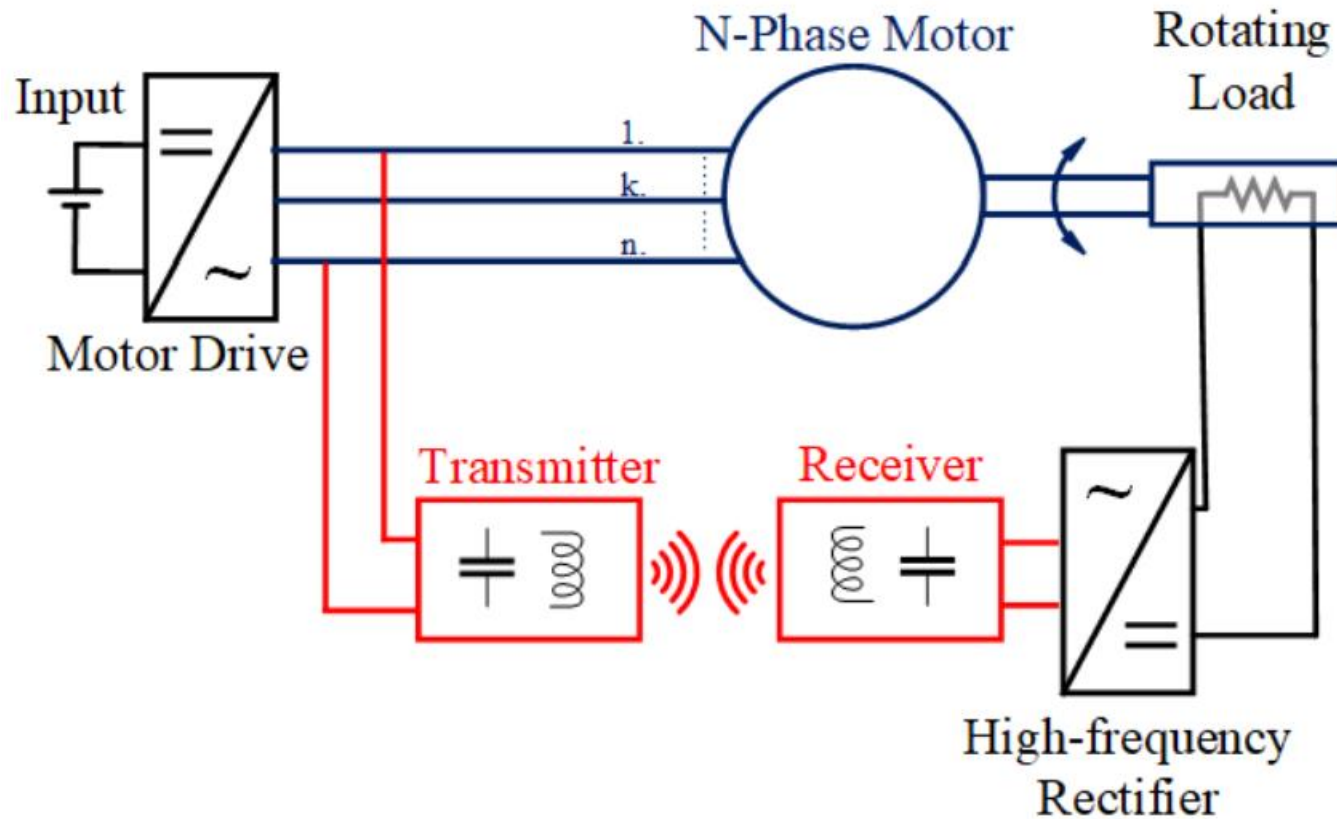 N-Phase Motor
Rotating
Load
Input
1.
k.
n.
Motor Drive
Transmitter
Receiver
High-frequency
Rectifier